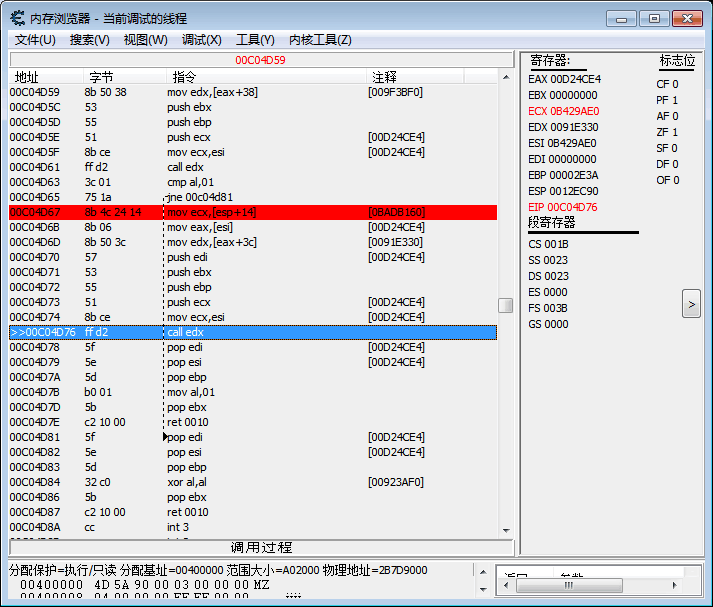 内存浏览器 - 当前调试的线程
文件(U) 搜索(V) 视图(W) 调试(X) 工具(Y) 内核工具(Z)
00C04D59
地址 字节 指令 注释
00C04D59 8b 50 38 mov edx,[eax+38] [009F3BF0]
00C04D5C 53 push ebx
00C04D5D 55 push ebp
00C04D5E 51 push ecx [00D24CE4]
00C04D5F 8b ce mov ecx,esi [00D24CE4]
00C04D61 ff d2 call edx
00C04D63 3c 01 cmp al,01
00C04D65 75 1a jne 00c04d81
00C04D67 8b 4c 24 14 mov ecx,[esp+14] [0BADB160]
00C04D6B 8b 06 mov eax,[esi] [00D24CE4]
00C04D6D 8b 50 3c mov edx,[eax+3c] [0091E330]
00C04D70 57 push edi [00D24CE4]
00C04D71 53 push ebx
00C04D72 55 push ebp
00C04D73 51 push ecx [00D24CE4]
00C04D74 8b ce mov ecx,esi [00D24CE4]
>>00C04D76 ff d2 call edx
00C04D78 5f pop edi [00D24CE4]
00C04D79 5e pop esi [00D24CE4]
00C04D7A 5d pop ebp
00C04D7B b0 01 mov al,01
00C04D7D 5b pop ebx
00C04D7E c2 10 00 ret 0010
00C04D81 5f pop edi [00D24CE4]
00C04D82 5e pop esi [00D24CE4]
00C04D83 5d pop ebp
00C04D84 32 c0 xor al,al [00923AF0]
00C04D86 5b pop ebx
00C04D87 c2 10 00 ret 0010
00C04D8A cc int 3
调用过程
寄存器: 标志位
EAX 00D24CE4
EBX 00000000
ECX 0B429AE0
EDX 0091E330
ESI 0B429AE0
EDI 00000000
EBP 00002E3A
ESP 0012EC90
EIP 00C04D76
CF 0
PF 1
AF 0
ZF 1
SF 0
DF 0
OF 0
段寄存器
CS 001B
SS 0023
DS 0023
ES 0000
FS 003B
GS 0000
>
分配保护=执行/只读 分配基址=00400000 范围大小=A02000 物理地址=2B7D9000
00400000 4D 5A 90 00 03 00 00 00 MZ